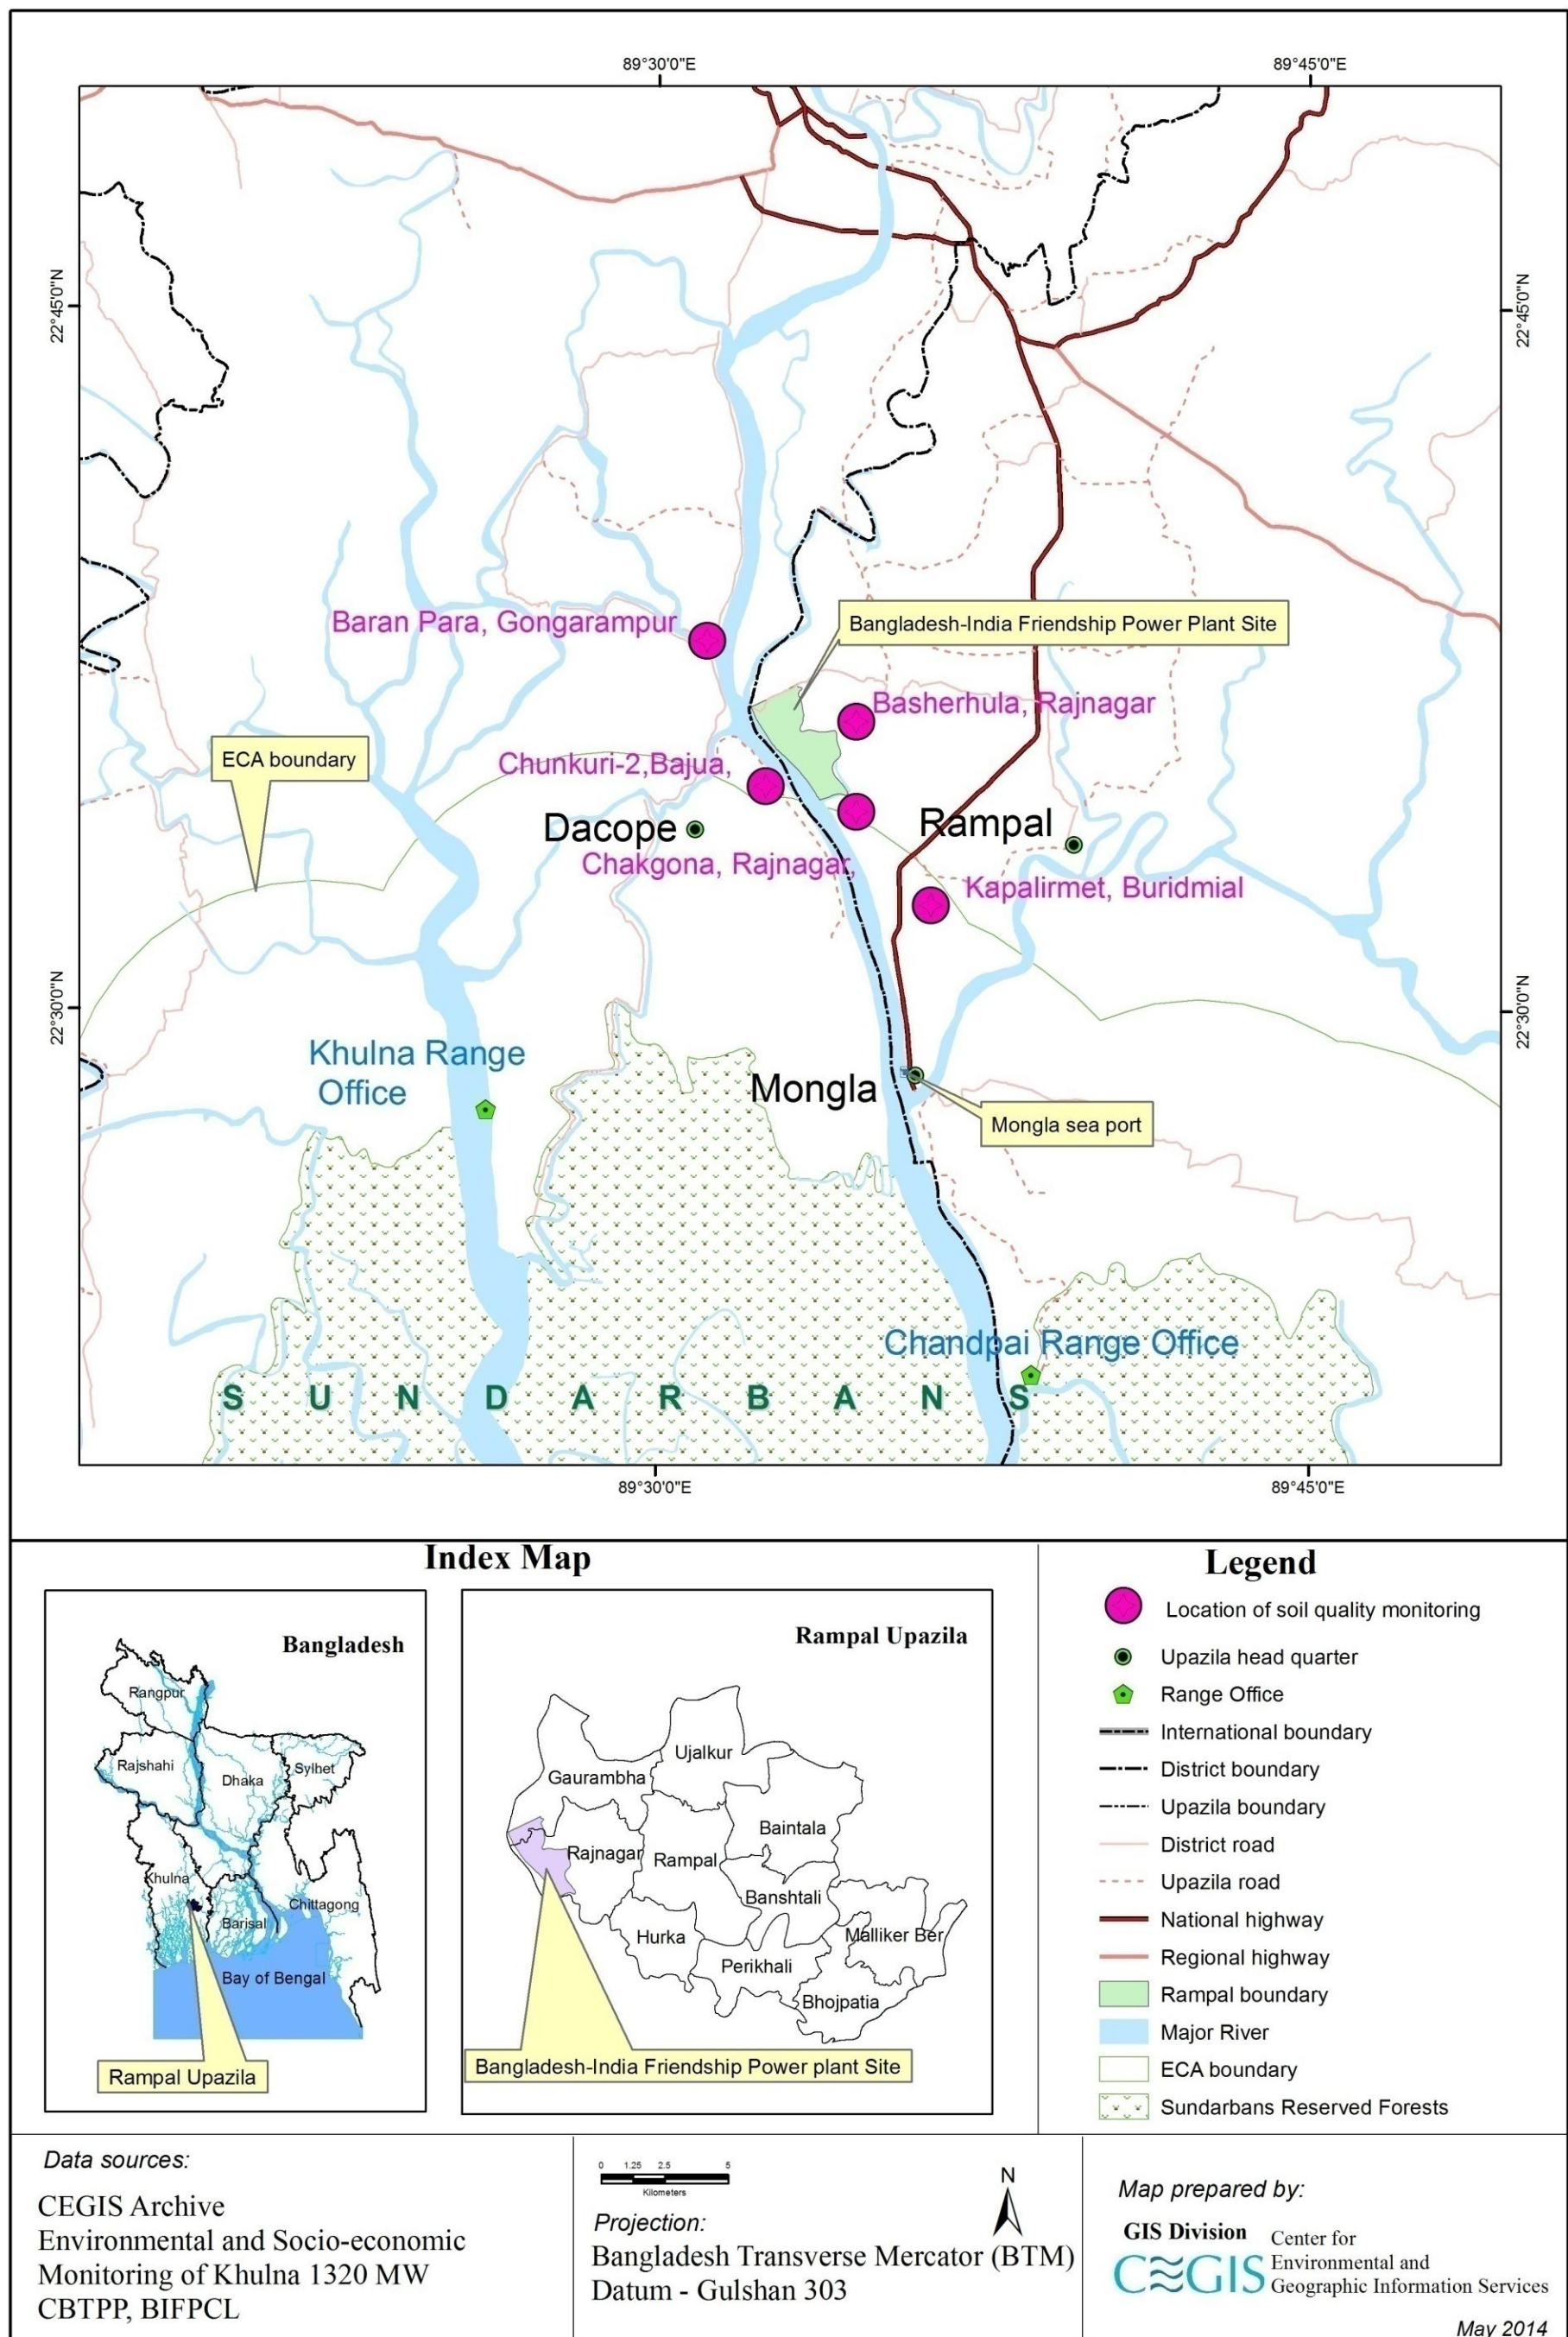 89°30'0"E
89°45'0"E
22°45'0"N
22°45'0"N
Baran Para, Gongarampur
Bangladesh-India Friendship Power Plant Site
Basherhula, Rajnagar
ECA boundary
Chunkuri-2,Bajua,
Dacope
Rampal
Chakgona, Rajnagar,
Kapalirmet, Buridmial
22°30'0"N
22°30'0"N
Khulna Range
Office
Mongla
Mongla sea port
Chandpai Range Office
SUNDARBANS
89°30'0"E
89°45'0"E
Index Map
Bangladesh
Rangpur
Rajshahi
Dhaka
Sylhet
Khulna
Barisal
Chittagong
Bay of Bengal
Rampal Upazila
Rampal Upazila
Ujalkur
Gaurambha
Baintala
Rajnagar
Rampal
Banshtali
Hurka
Malliker Ber
Perikhali
Bhojpatia
Bangladesh-India Friendship Power plant Site
Legend
Location of soil quality monitoring
Upazila head quarter
Range Office
International boundary
District boundary
Upazila boundary
District road
Upazila road
National highway
Regional highway
Rampal boundary
Major River
ECA boundary
Sundarbans Reserved Forests
Data sources:
CEGIS Archive
Environmental and Socio-economic
Monitoring of Khulna 1320 MW
CBTPP, BIFPCL
0 1.25 2.5 5
Kilometers
N
Projection:
Bangladesh Transverse Mercator (BTM)
Datum - Gulshan 303
Map prepared by:
GIS Division
CEGIS
Center for
Environmental and
Geographic Information Services
May 2014